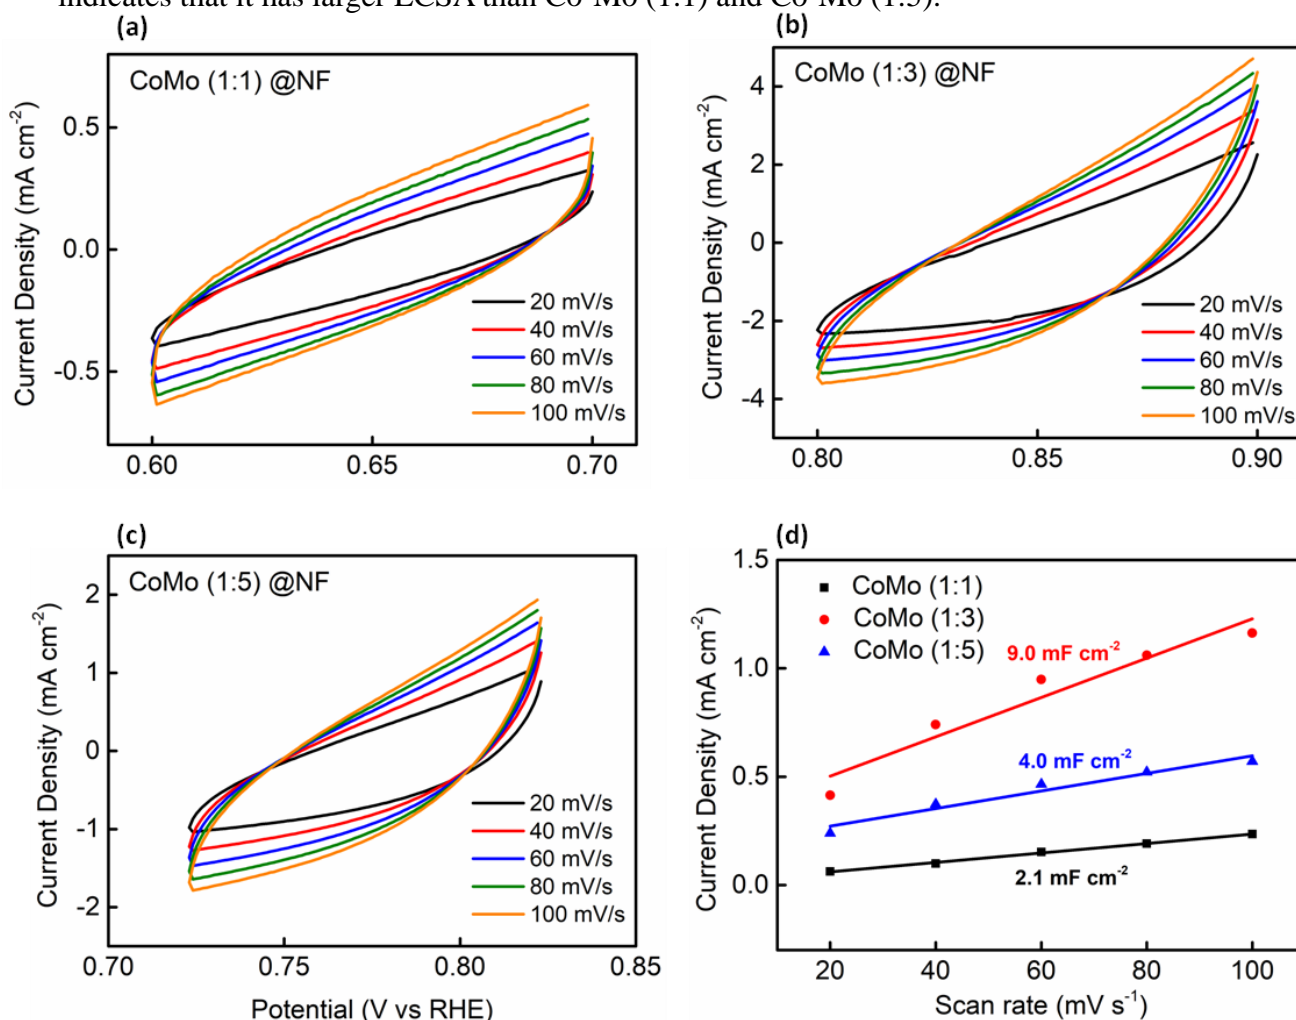 indicates that it has larger ECSA than Co-Mo (1:1) and Co-Mo (1:5).
(a)
CoMo (1:1) @NF
Current Density (mA cm⁻²)
0.5
0.0
-0.5
20 mV/s
40 mV/s
60 mV/s
80 mV/s
100 mV/s
0.60 0.65 0.70
(b)
CoMo (1:3) @NF
Current Density (mA cm⁻²)
4
2
0
-2
-4
20 mV/s
40 mV/s
60 mV/s
80 mV/s
100 mV/s
0.80 0.85 0.90
(c)
CoMo (1:5) @NF
Current Density (mA cm⁻²)
2
1
0
-1
-2
20 mV/s
40 mV/s
60 mV/s
80 mV/s
100 mV/s
0.70 0.75 0.80 0.85
Potential (V vs RHE)
(d)
Current Density (mA cm⁻²)
1.5
1.0
0.5
0.0
CoMo (1:1)
CoMo (1:3)
CoMo (1:5)
9.0 mF cm⁻²
4.0 mF cm⁻²
2.1 mF cm⁻²
20 40 60 80 100
Scan rate (mV s⁻¹)